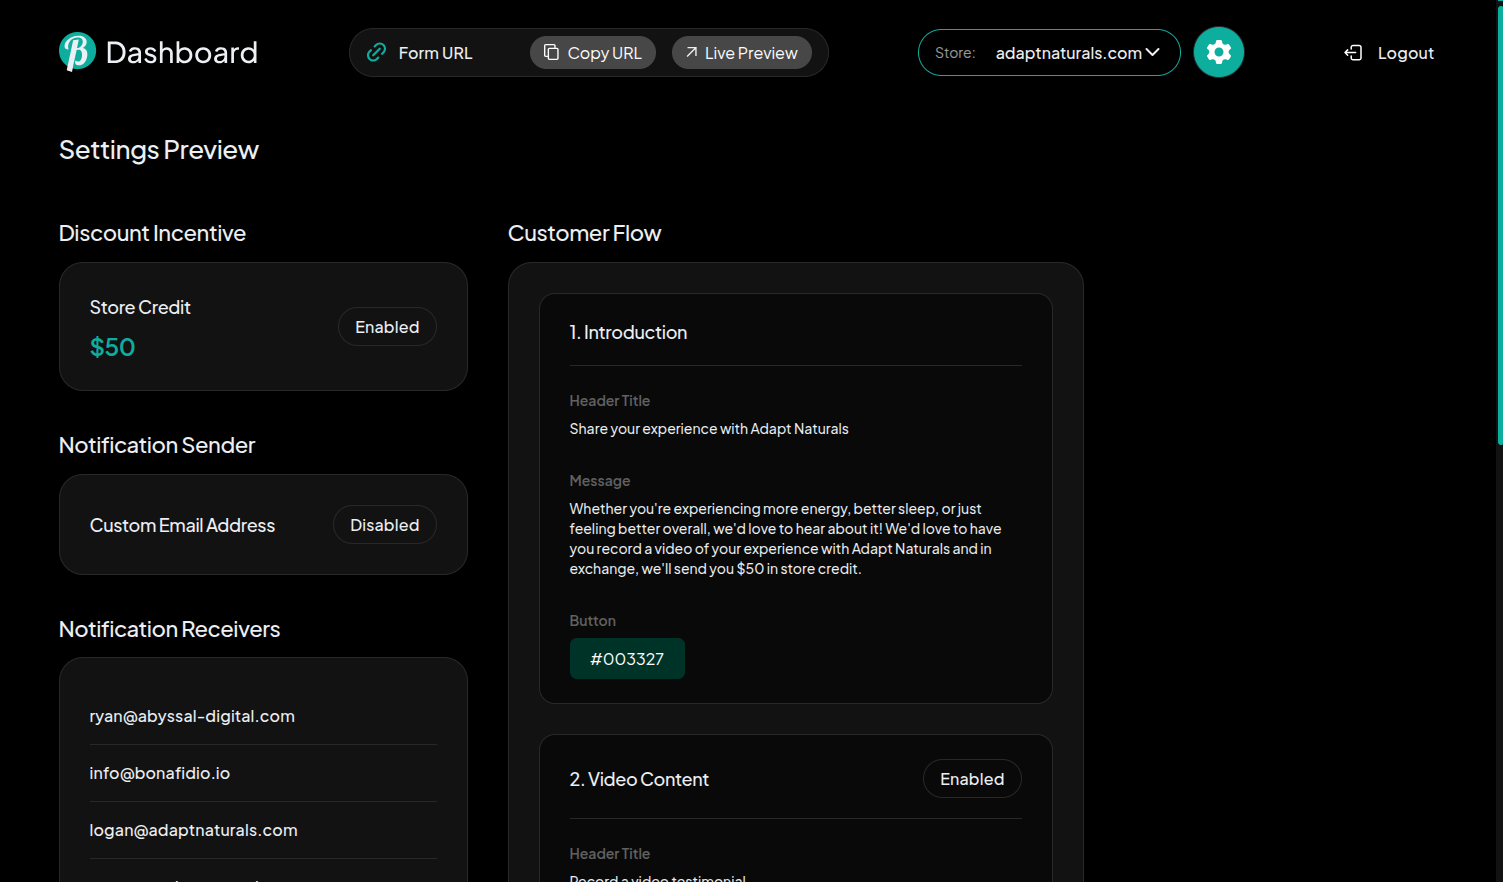 Dashboard
Form URL
Copy URL
Live Preview
Store: adaptnaturals.com
Logout
Settings Preview
Discount Incentive
Store Credit
$50
Enabled
Notification Sender
Custom Email Address
Disabled
Notification Receivers
ryan@abyssal-digital.com
info@bonafidio.io
logan@adaptnaturals.com
Customer Flow
1. Introduction
Header Title
Share your experience with Adapt Naturals
Message
Whether you're experiencing more energy, better sleep, or just
feeling better overall, we'd love to hear about it! We'd love to have
you record a video of your experience with Adapt Naturals and in
exchange, we'll send you $50 in store credit.
Button
#003327
2. Video Content
Enabled
Header Title
Record a video testimonial